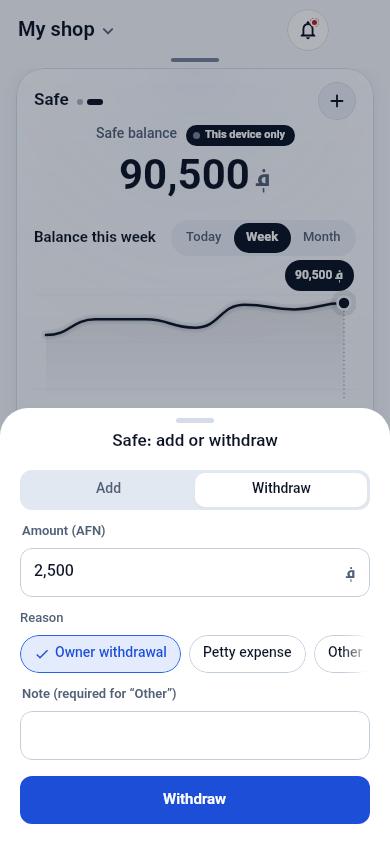 My shop
Safe
Safe balance This device only
90,500 ؋
Balance this week Today Week Month
90,500 ؋
Safe: add or withdraw
Add Withdraw
Amount (AFN)
2,500 ؋
Reason
Owner withdrawal Petty expense Other
Note (required for “Other”)
Withdraw